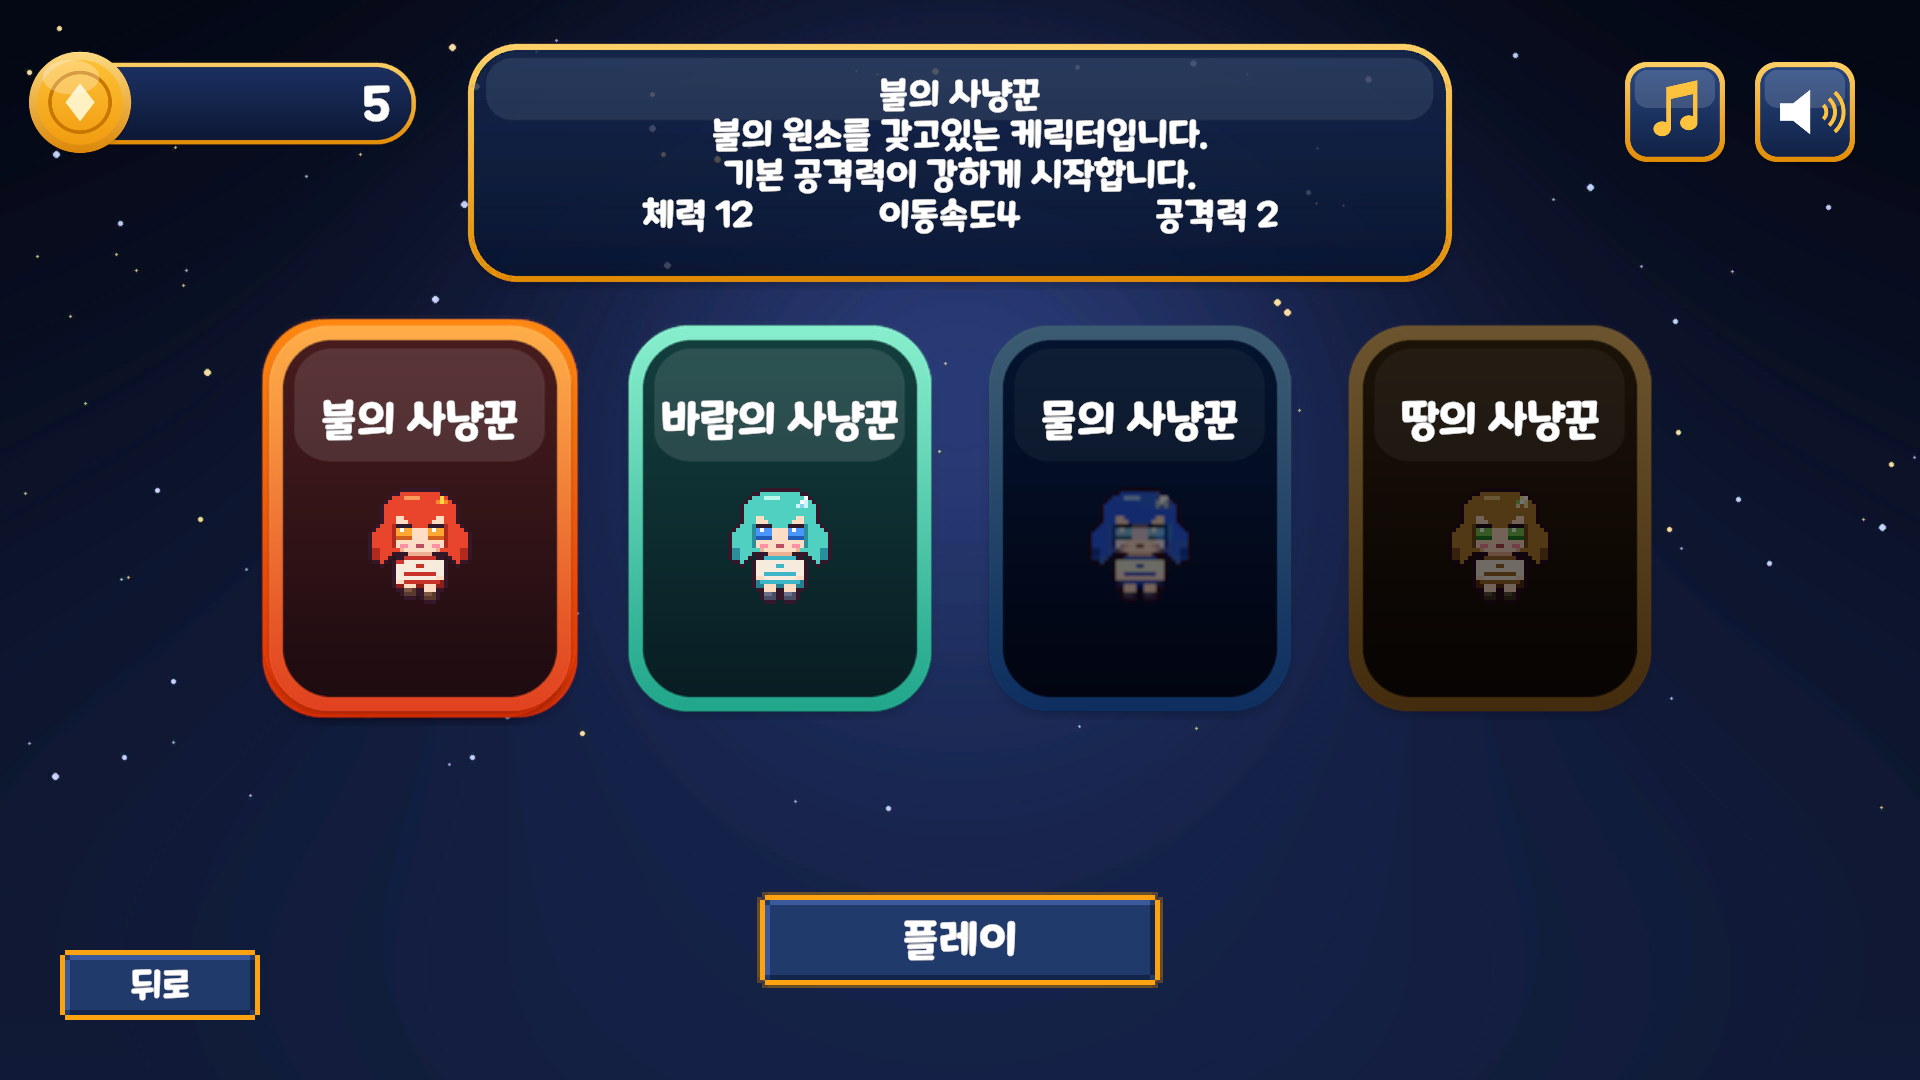 5
불의 사냥꾼
불의 원소를 갖고있는 케릭터입니다.
기본 공격력이 강하게 시작합니다.
체력 12 이동속도4 공격력 2
불의 사냥꾼
바람의 사냥꾼
물의 사냥꾼
땅의 사냥꾼
플레이
뒤로